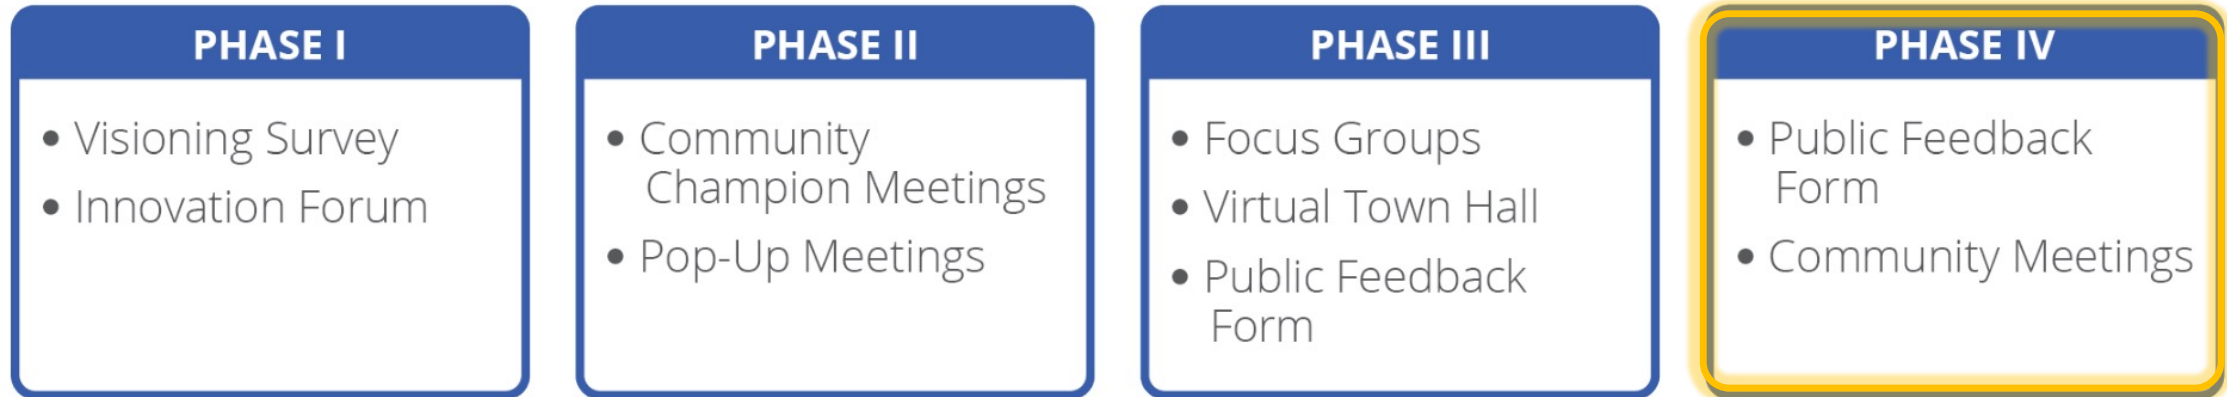 PHASE I
• Visioning Survey
• Innovation Forum
PHASE II
• Community
Champion Meetings
• Pop-Up Meetings
PHASE III
• Focus Groups
• Virtual Town Hall
• Public Feedback
Form
PHASE IV
• Public Feedback
Form
• Community Meetings